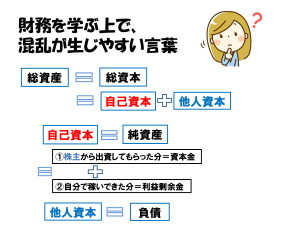 財務を学ぶ上で、
混乱が生じやすい言葉
?
総資産 = 総資本
= 自己資本 + 他人資本
自己資本 = 純資産
①株主から出資してもらった分=資本金
= +
②自分で稼いできた分=利益剰余金
他人資本 = 負債